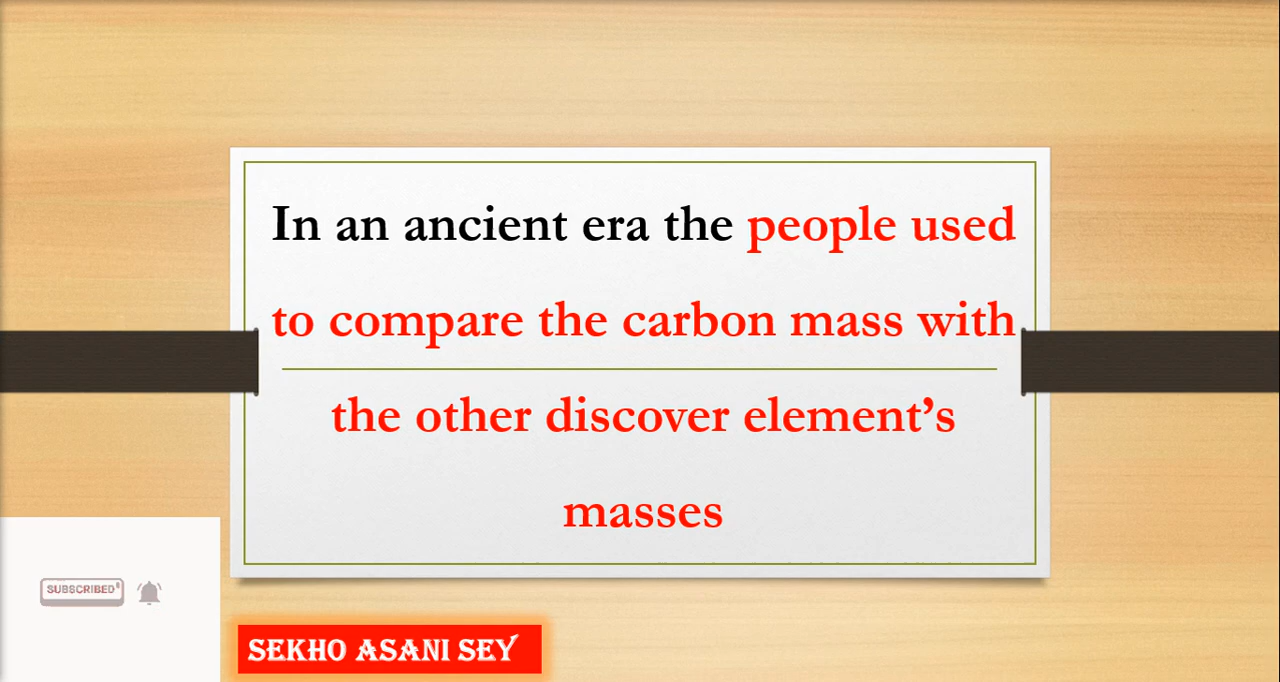 In an ancient era the people used
to compare the carbon mass with
the other discover element’s
masses
SUBSCRIBED
SEKHO ASANI SEY